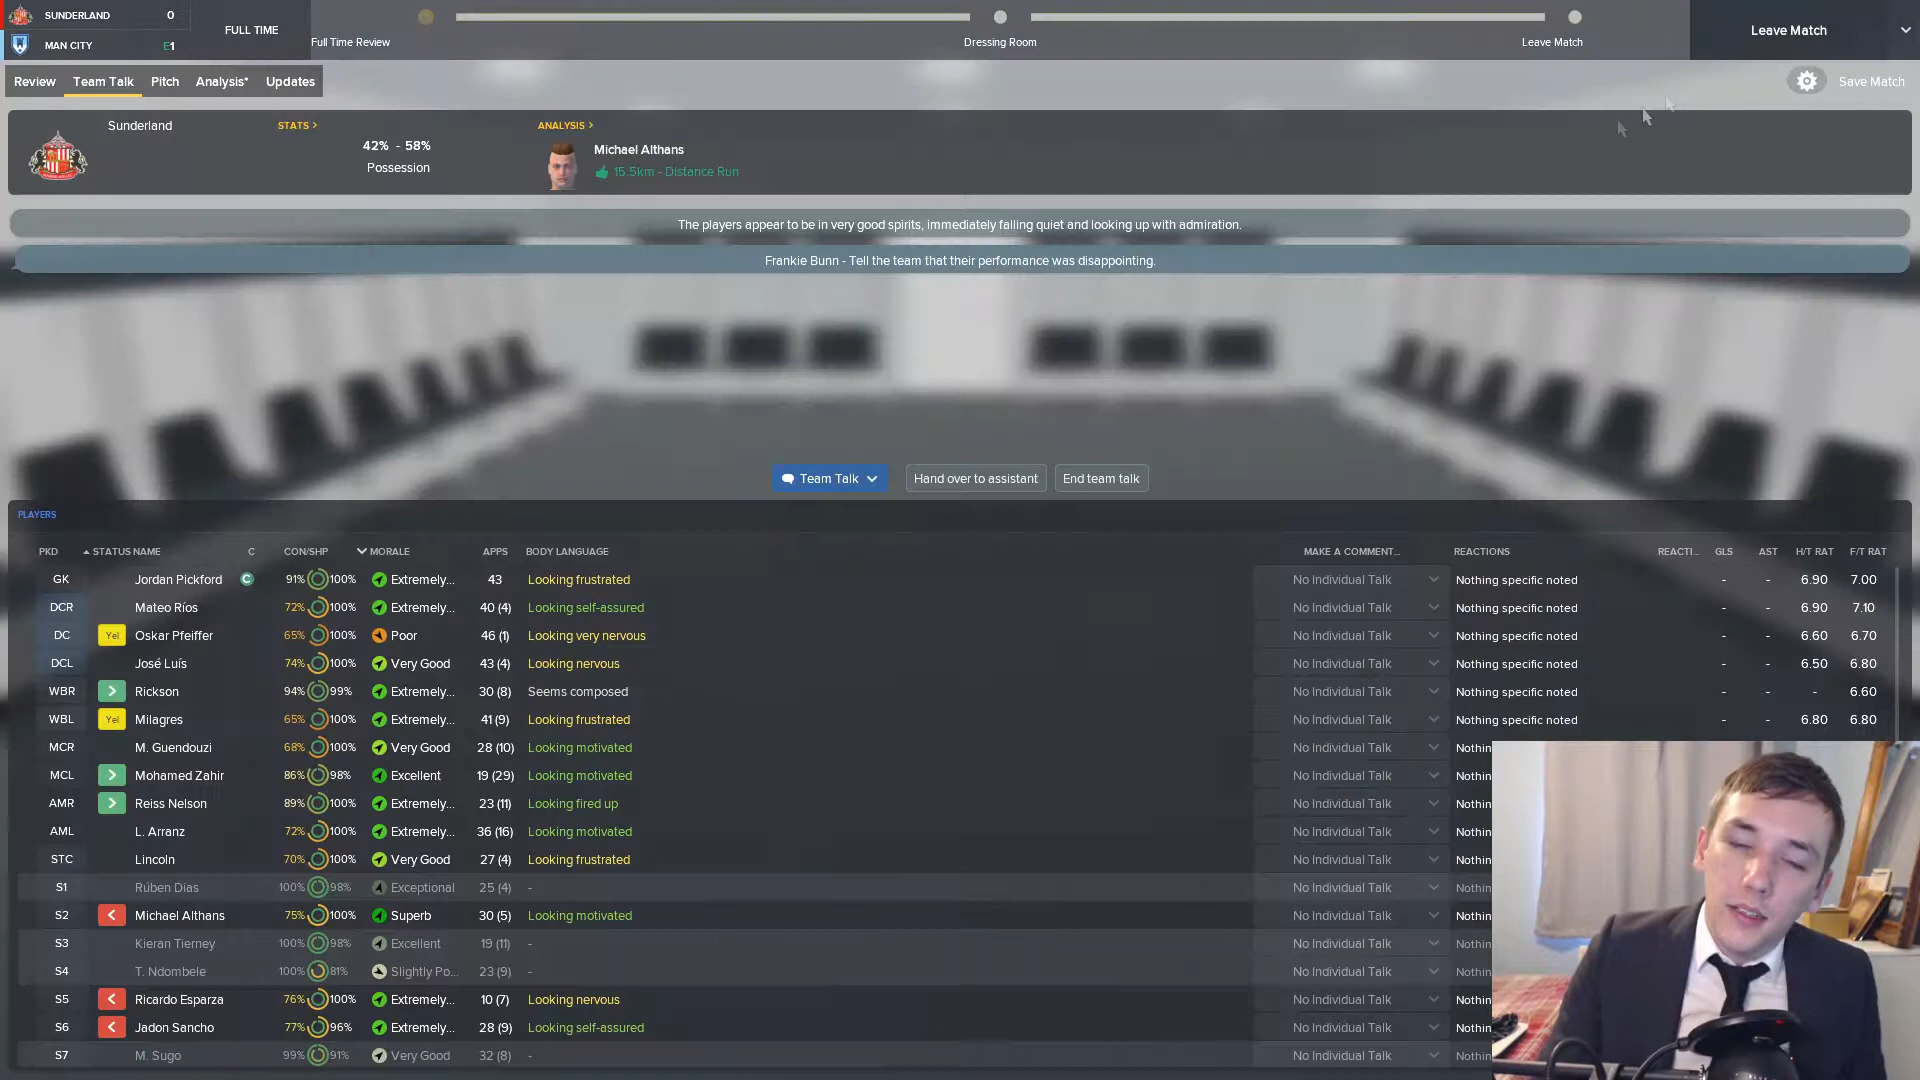 SUNDERLAND 0
MAN CITY E1
FULL TIME
Full Time Review
Dressing Room
Leave Match
Leave Match
Review Team Talk Pitch Analysis* Updates
Save Match
Sunderland
STATS >
42% - 58%
Possession
ANALYSIS >
Michael Althans
15.5km - Distance Run
The players appear to be in very good spirits, immediately falling quiet and looking up with admiration.
Frankie Bunn - Tell the team that their performance was disappointing.
Team Talk Hand over to assistant End team talk
PLAYERS
PKD STATUS NAME C CON/SHP MORALE APPS BODY LANGUAGE MAKE A COMMENT... REACTIONS REACTI... GLS AST H/T RAT F/T RAT
GK Jordan Pickford C 91% 100% Extremely... 43 Looking frustrated No Individual Talk Nothing specific noted - - 6.90 7.00
DCR Mateo Ríos 72% 100% Extremely... 40 (4) Looking self-assured No Individual Talk Nothing specific noted - - 6.90 7.10
DC Yel Oskar Pfeiffer 65% 100% Poor 46 (1) Looking very nervous No Individual Talk Nothing specific noted - - 6.60 6.70
DCL José Luís 74% 100% Very Good 43 (4) Looking nervous No Individual Talk Nothing specific noted - - 6.50 6.80
WBR Rickson 94% 99% Extremely... 30 (8) Seems composed No Individual Talk Nothing specific noted - - - 6.60
WBL Yel Milagres 65% 100% Extremely... 41 (9) Looking frustrated No Individual Talk Nothing specific noted - - 6.80 6.80
MCR M. Guendouzi 68% 100% Very Good 28 (10) Looking motivated No Individual Talk Nothin
MCL Mohamed Zahir 86% 98% Excellent 19 (29) Looking motivated No Individual Talk Nothin
AMR Reiss Nelson 89% 100% Extremely... 23 (11) Looking fired up No Individual Talk Nothin
AML L. Arranz 72% 100% Extremely... 36 (16) Looking motivated No Individual Talk Nothin
STC Lincoln 70% 100% Very Good 27 (4) Looking frustrated No Individual Talk Nothin
S1 Rúben Dias 100% 98% Exceptional 25 (4) - No Individual Talk Nothin
S2 Michael Althans 75% 100% Superb 30 (5) Looking motivated No Individual Talk Nothin
S3 Kieran Tierney 100% 98% Excellent 19 (11) - No Individual Talk Nothin
S4 T. Ndombele 100% 81% Slightly Po... 23 (9) - No Individual Talk Nothin
S5 Ricardo Esparza 76% 100% Extremely... 10 (7) Looking nervous No Individual Talk Nothin
S6 Jadon Sancho 77% 96% Extremely... 28 (9) Looking self-assured No Individual Talk Nothin
S7 M. Sugo 99% 91% Very Good 32 (8) - No Individual Talk Nothin